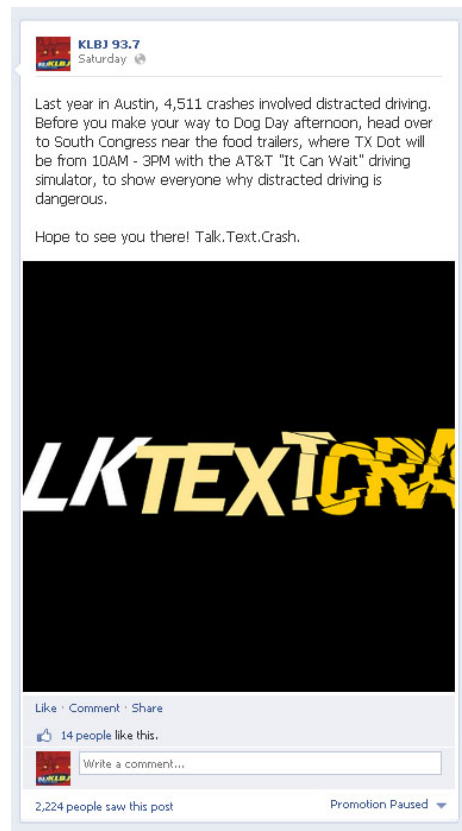 KLBJ 93.7
Saturday
Last year in Austin, 4,511 crashes involved distracted driving.
Before you make your way to Dog Day afternoon, head over
to South Congress near the food trailers, where TX Dot will
be from 10AM - 3PM with the AT&T "It Can Wait" driving
simulator, to show everyone why distracted driving is
dangerous.
Hope to see you there! Talk.Text.Crash.
LKTEXTCRA
Like · Comment · Share
14 people like this.
KLBJ
Write a comment...
2,224 people saw this post
Promotion Paused